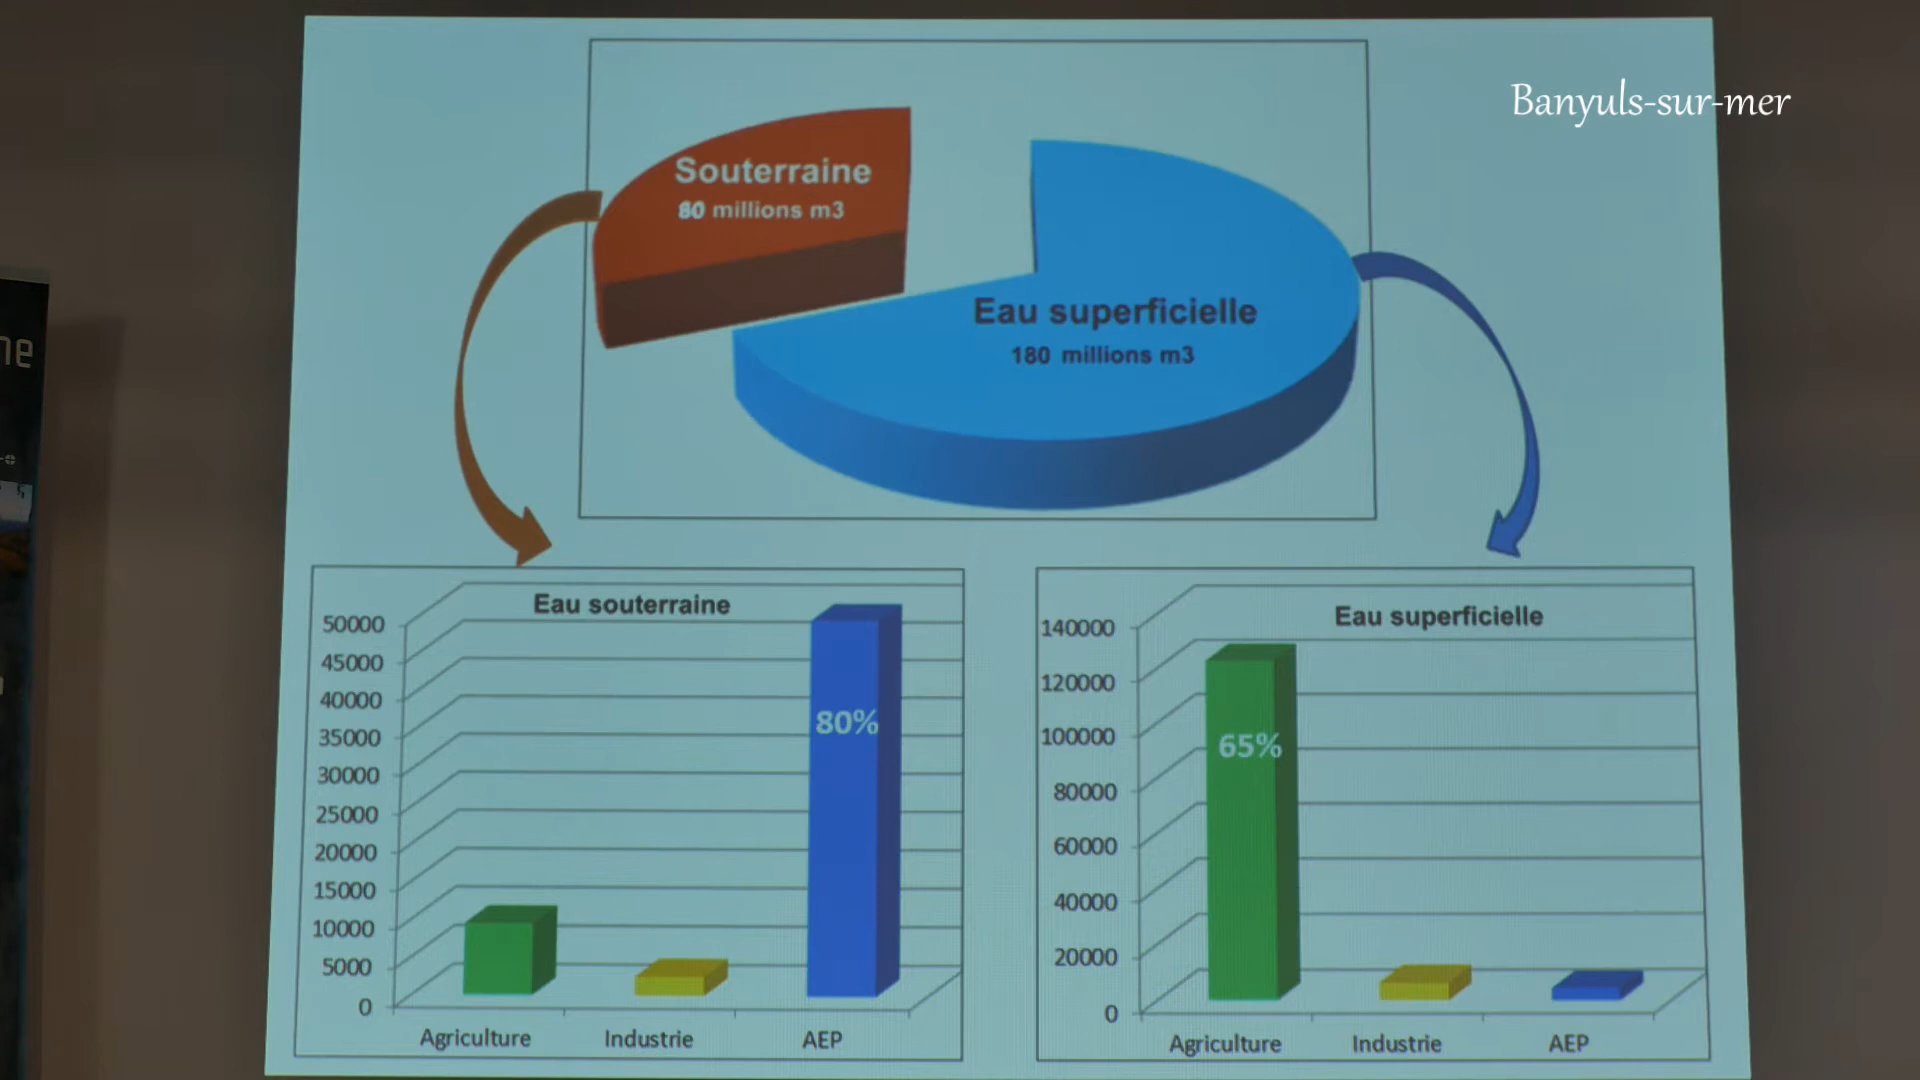 Banyuls-sur-mer
Souterraine
80 millions m3
Eau superficielle
180 millions m3
ne
Eau souterraine
50000
45000
40000
35000
30000
25000
20000
15000
10000
5000
0
80%
Agriculture Industrie AEP
Eau superficielle
140000
120000
100000
80000
60000
40000
20000
0
65%
Agriculture Industrie AEP